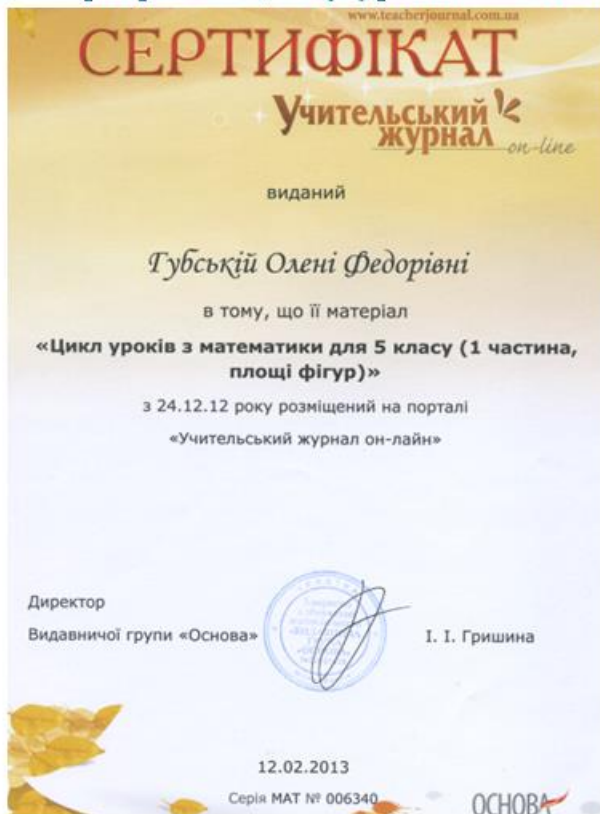 www.teacherjournal.com.ua
СЕРТИФІКАТ
Учительський
журнал on-line
виданий
Губській Олені Федорівні
в тому, що її матеріал
«Цикл уроків з математики для 5 класу (1 частина,
площі фігур)»
з 24.12.12 року розміщений на порталі
«Учительський журнал он-лайн»
Директор
Видавничої групи «Основа»
І. І. Гришина
12.02.2013
Серія МАТ № 006340
ОСНОВА